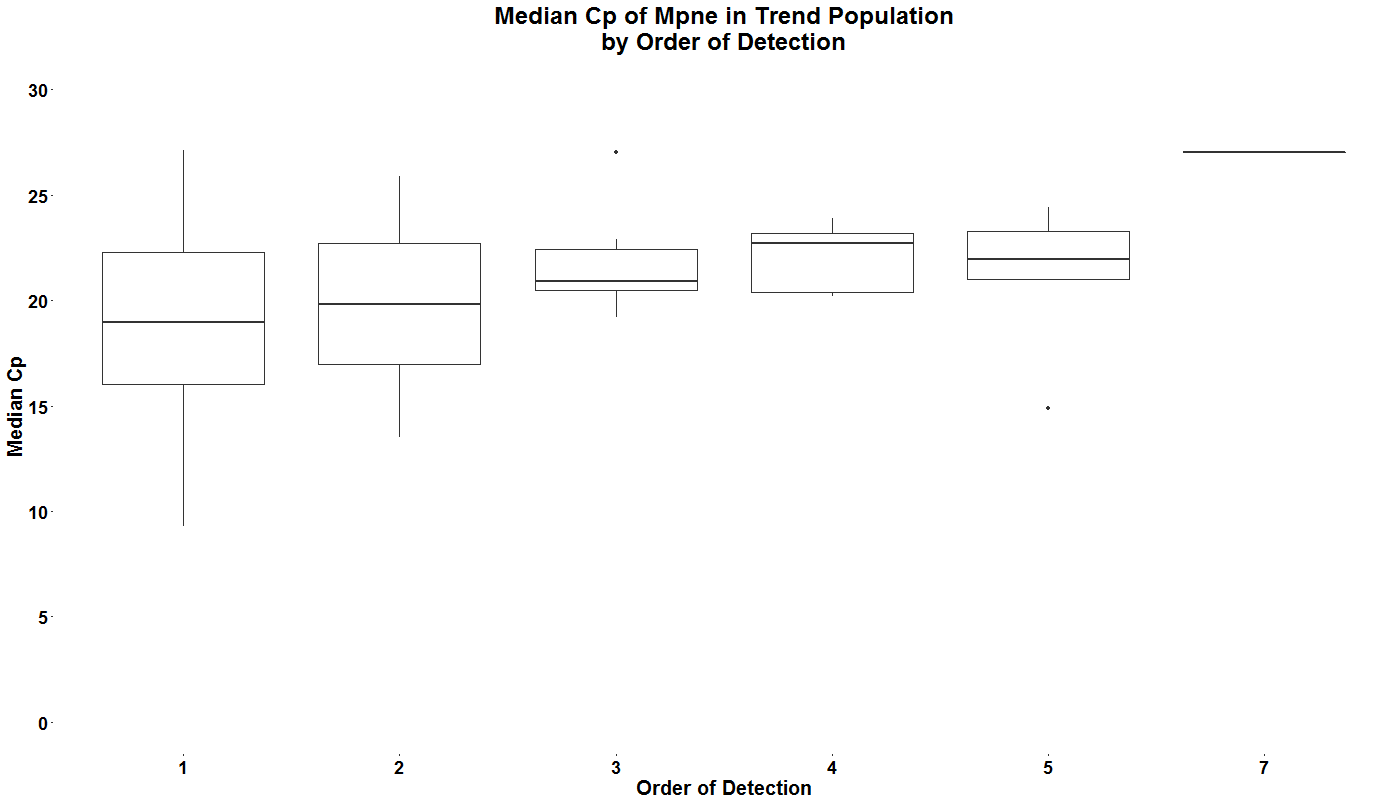 Median Cp of Mpne in Trend Population
by Order of Detection
30
25
20
15
10
5
0
Median Cp
1 2 3 4 5 7
Order of Detection